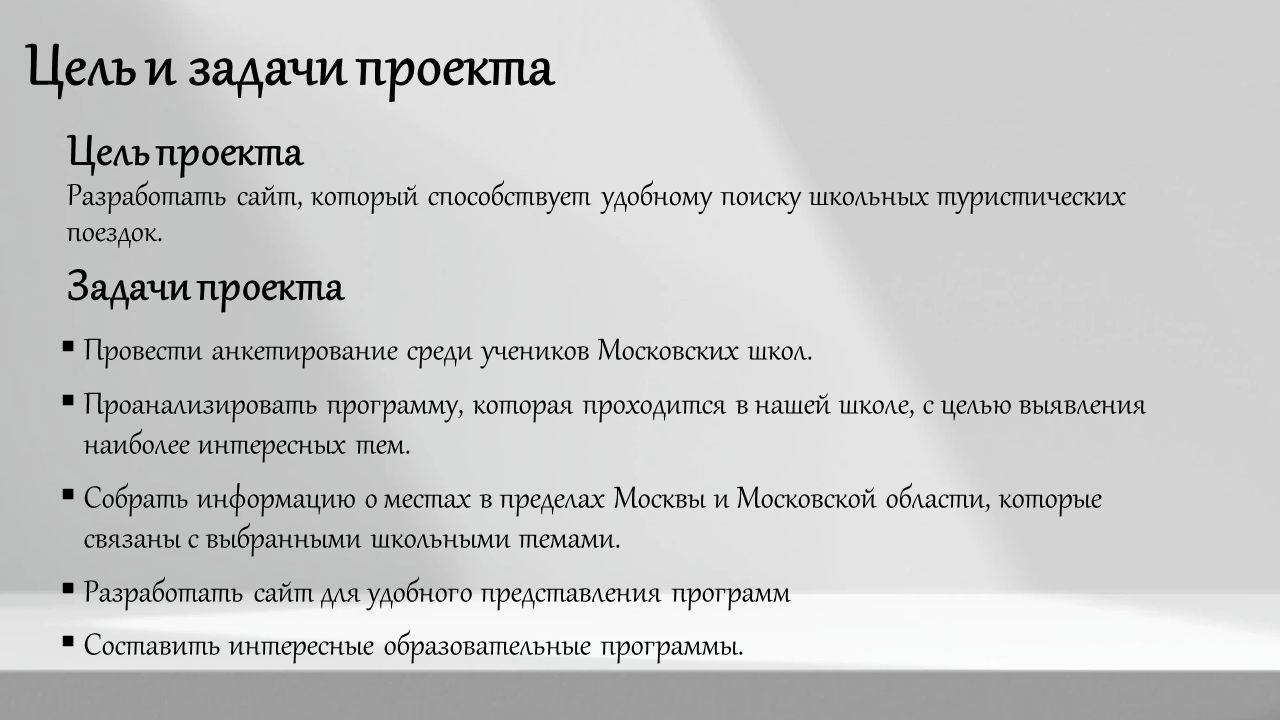 Цель и задачи проекта
Цель проекта
Разработать сайт, который способствует удобному поиску школьных туристических
поездок.
Задачи проекта
▪ Провести анкетирование среди учеников Московских школ.
▪ Проанализировать программу, которая проходится в нашей школе, с целью выявления
наиболее интересных тем.
▪ Собрать информацию о местах в пределах Москвы и Московской области, которые
связаны с выбранными школьными темами.
▪ Разработать сайт для удобного представления программ
▪ Составить интересные образовательные программы.